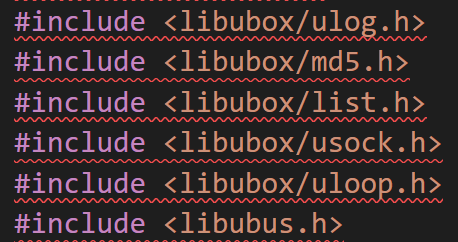 #include <libubox/ulog.h>
#include <libubox/md5.h>
#include <libubox/list.h>
#include <libubox/usock.h>
#include <libubox/uloop.h>
#include <libubus.h>